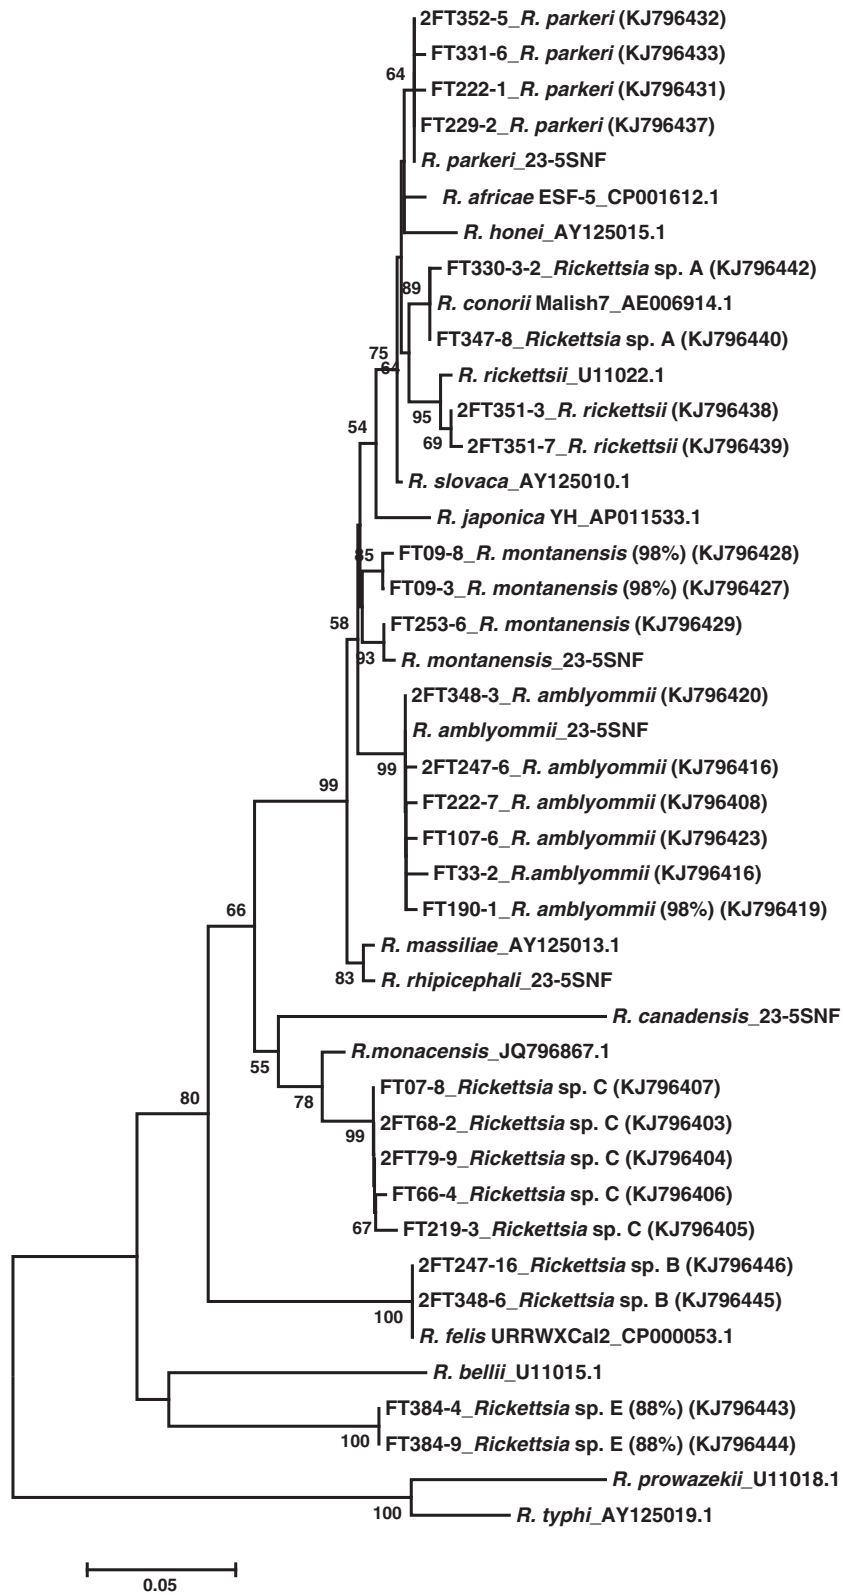 2FT352-5_R. parkeri (KJ796432)
FT331-6_R. parkeri (KJ796433)
64
FT222-1_R. parkeri (KJ796431)
FT229-2_R. parkeri (KJ796437)
R. parkeri_23-5SNF
R. africae ESF-5_CP001612.1
R. honei_AY125015.1
FT330-3-2_Rickettsia sp. A (KJ796442)
89
R. conorii Malish7_AE006914.1
FT347-8_Rickettsia sp. A (KJ796440)
75
64
R. rickettsii_U11022.1
2FT351-3_R. rickettsii (KJ796438)
95
54
69
2FT351-7_R. rickettsii (KJ796439)
R. slovaca_AY125010.1
R. japonica YH_AP011533.1
85
FT09-8_R. montanensis (98%) (KJ796428)
FT09-3_R. montanensis (98%) (KJ796427)
58
FT253-6_R. montanensis (KJ796429)
93
R. montanensis_23-5SNF
2FT348-3_R. amblyommii (KJ796420)
R. amblyommii_23-5SNF
99
2FT247-6_R. amblyommii (KJ796416)
99
FT222-7_R. amblyommii (KJ796408)
FT107-6_R. amblyommii (KJ796423)
FT33-2_R.amblyommii (KJ796416)
66
FT190-1_R. amblyommii (98%) (KJ796419)
R. massiliae_AY125013.1
83
R. rhipicephali_23-5SNF
R. canadensis_23-5SNF
55
R.monacensis_JQ796867.1
FT07-8_Rickettsia sp. C (KJ796407)
80
78
2FT68-2_Rickettsia sp. C (KJ796403)
99
2FT79-9_Rickettsia sp. C (KJ796404)
FT66-4_Rickettsia sp. C (KJ796406)
67
FT219-3_Rickettsia sp. C (KJ796405)
2FT247-16_Rickettsia sp. B (KJ796446)
2FT348-6_Rickettsia sp. B (KJ796445)
100
R. felis URRWXCal2_CP000053.1
R. bellii_U11015.1
FT384-4_Rickettsia sp. E (88%) (KJ796443)
100
FT384-9_Rickettsia sp. E (88%) (KJ796444)
R. prowazekii_U11018.1
100
R. typhi_AY125019.1
0.05